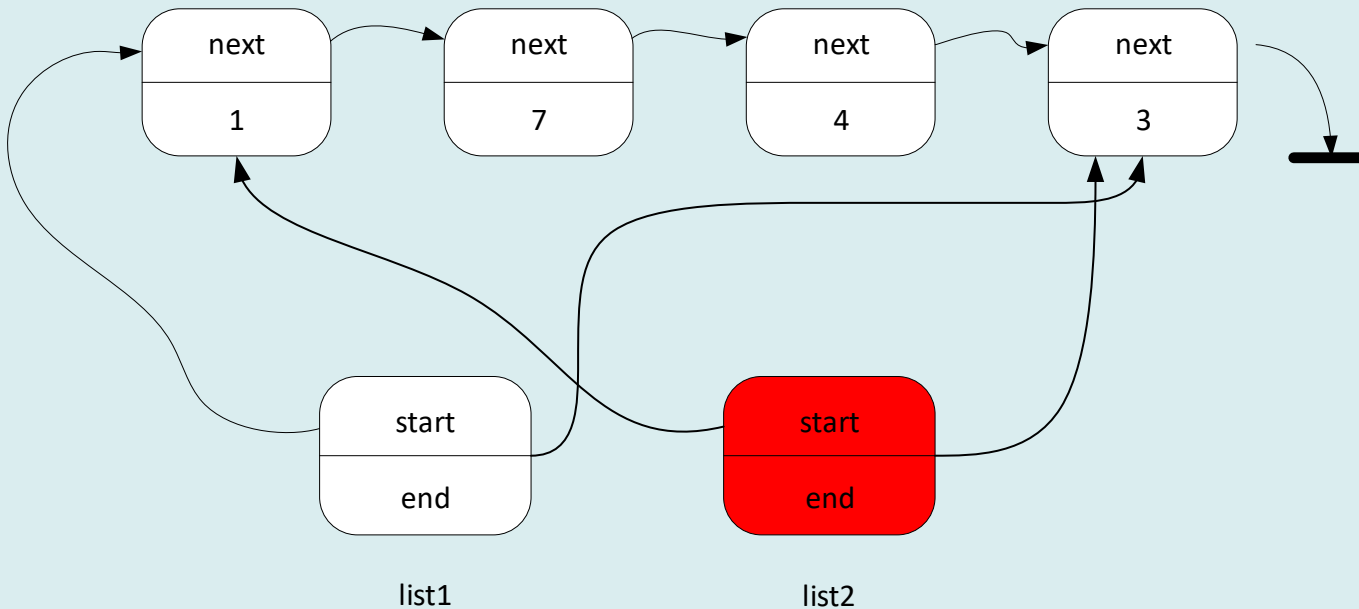 next next next next
1 7 4 3
start start
end end
list1 list2